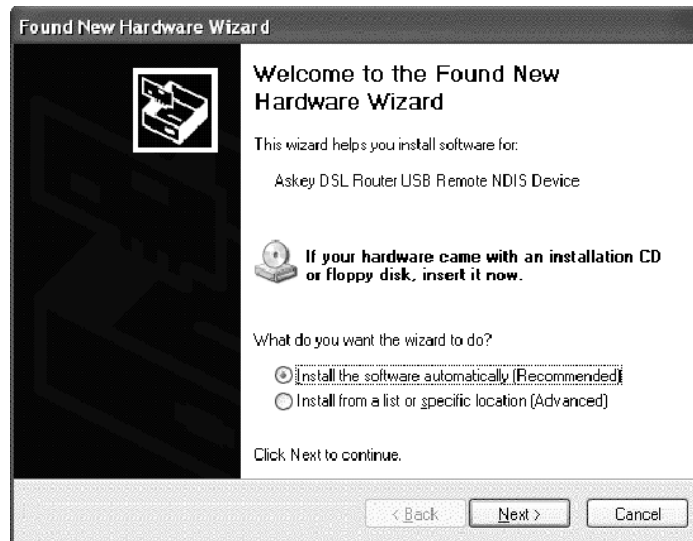 Found New Hardware Wizard
Welcome to the Found New
Hardware Wizard
This wizard helps you install software for:
Askey DSL Router USB Remote NDIS Device
If your hardware came with an installation CD
or floppy disk, insert it now.
What do you want the wizard to do?
Install the software automatically (Recommended)
Install from a list or specific location (Advanced)
Click Next to continue.
< Back
Next >
Cancel